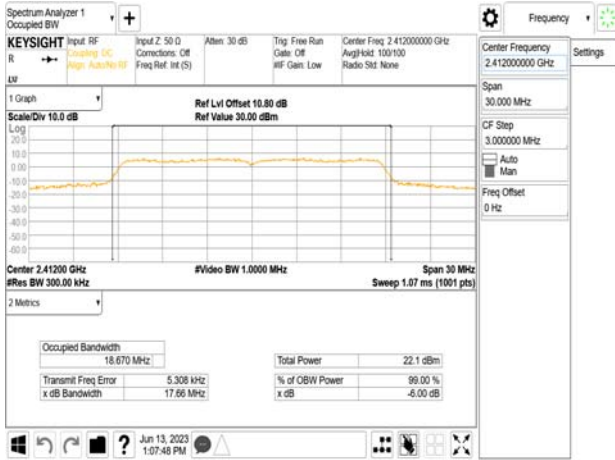 Spectrum Analyzer 1
Occupied BW
+
Frequency
KEYSIGHT
R
LXI
Input: RF
Coupling: DC
Align: Auto/No RF
Input Z: 50 Ω
Corrections: Off
Freq Ref: Int (S)
Atten: 30 dB
Trig: Free Run
Gate: Off
#IF Gain: Low
Center Freq: 2.412000000 GHz
Avg|Hold: 100/100
Radio Std: None
Center Frequency
2.412000000 GHz
Settings
Span
30.000 MHz
CF Step
3.000000 MHz
Auto
Man
Freq Offset
0 Hz
1 Graph
Scale/Div 10.0 dB
Ref Lvl Offset 10.80 dB
Ref Value 30.00 dBm
Log
20.0
10.0
0.00
-10.0
-20.0
-30.0
-40.0
-50.0
-60.0
Center 2.41200 GHz
#Res BW 300.00 kHz
#Video BW 1.0000 MHz
Span 30 MHz
Sweep 1.07 ms (1001 pts)
2 Metrics
Occupied Bandwidth
18.670 MHz
Total Power 22.1 dBm
Transmit Freq Error 5.308 kHz
% of OBW Power 99.00 %
x dB Bandwidth 17.66 MHz
x dB -6.00 dB
?
Jun 13, 2023
1:07:48 PM